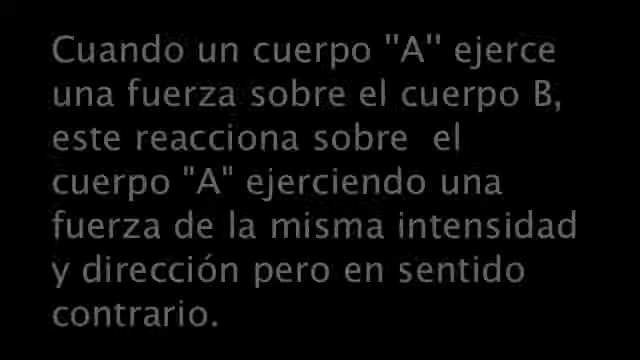 Cuando un cuerpo "A" ejerce
una fuerza sobre el cuerpo B,
este reacciona sobre  el
cuerpo "A" ejerciendo una
fuerza de la misma intensidad
y dirección pero en sentido
contrario.